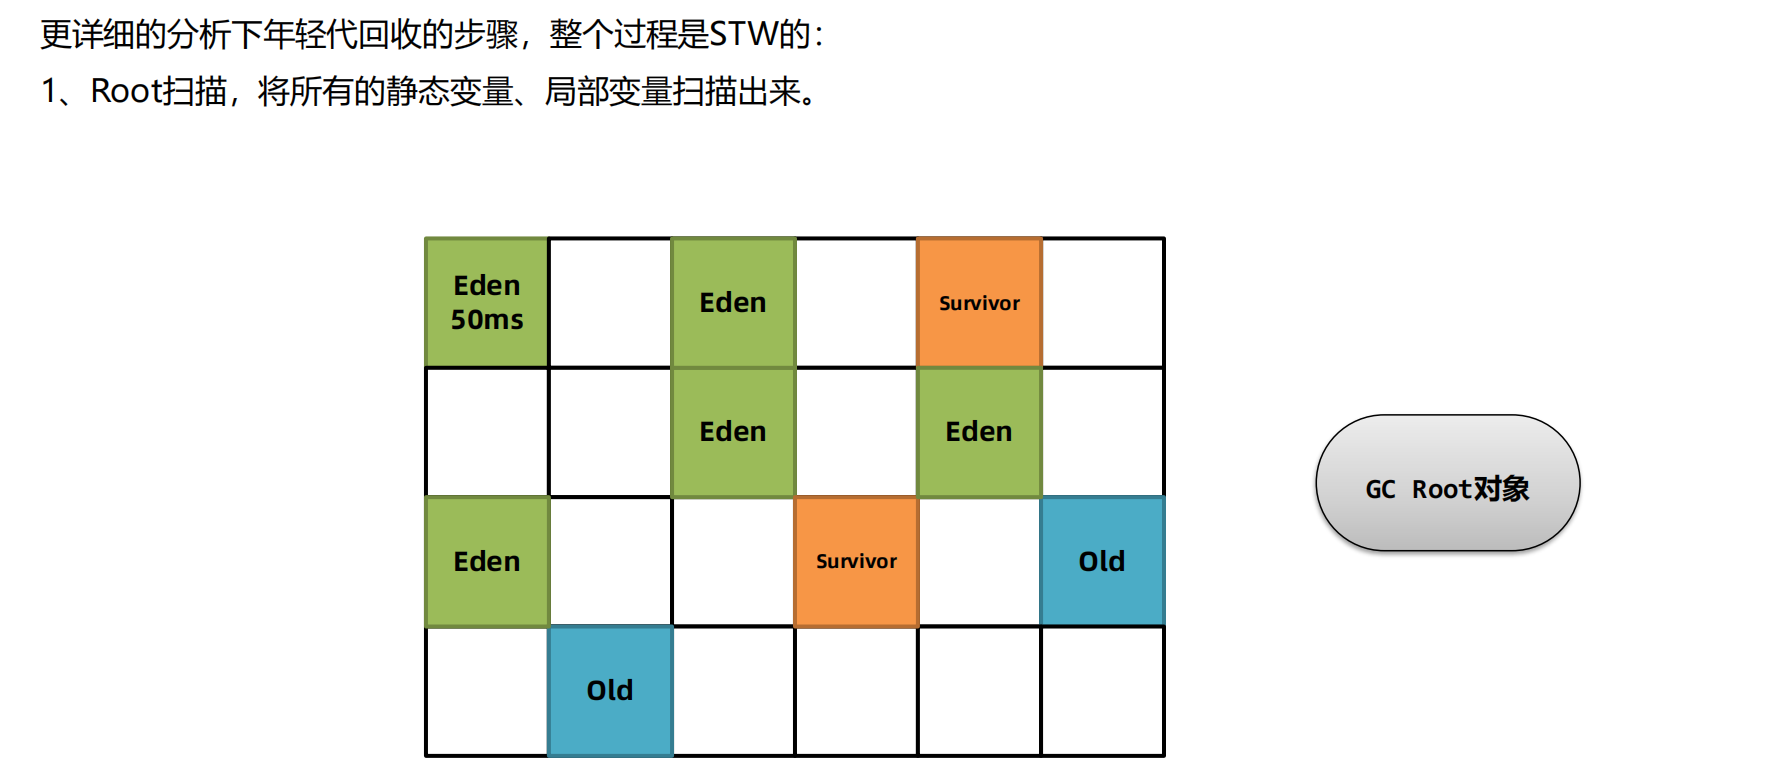 更详细的分析下年轻代回收的步骤，整个过程是STW的：
1、Root扫描，将所有的静态变量、局部变量扫描出来。
Eden
50ms
Eden
Survivor
Eden
Eden
GC Root对象
Eden
Survivor
Old
Old